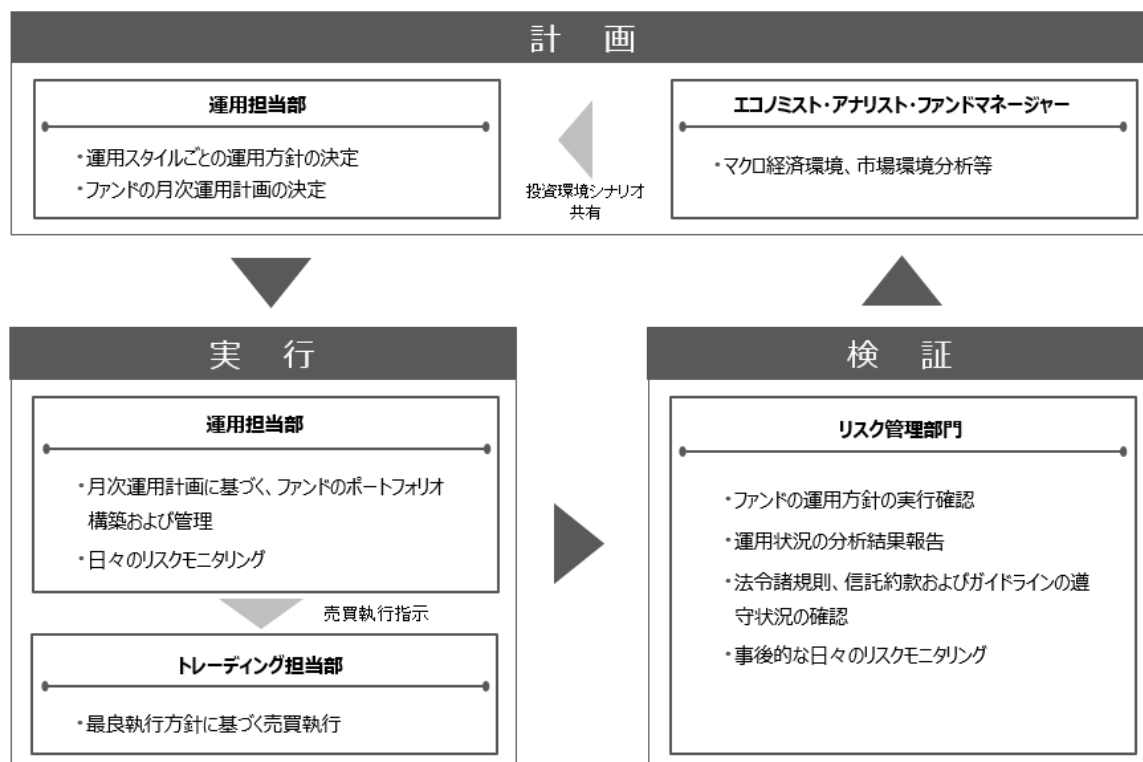 計 画
運用担当部
・運用スタイルごとの運用方針の決定
・ファンドの月次運用計画の決定
投資環境シナリオ
共有
エコノミスト・アナリスト・ファンドマネージャー
・マクロ経済環境、市場環境分析等
実 行
運用担当部
・月次運用計画に基づく、ファンドのポートフォリオ
構築および管理
・日々のリスクモニタリング
売買執行指示
トレーディング担当部
・最良執行方針に基づく売買執行
検 証
リスク管理部門
・ファンドの運用方針の実行確認
・運用状況の分析結果報告
・法令諸規則、信託約款およびガイドラインの遵
守状況の確認
・事後的な日々のリスクモニタリング